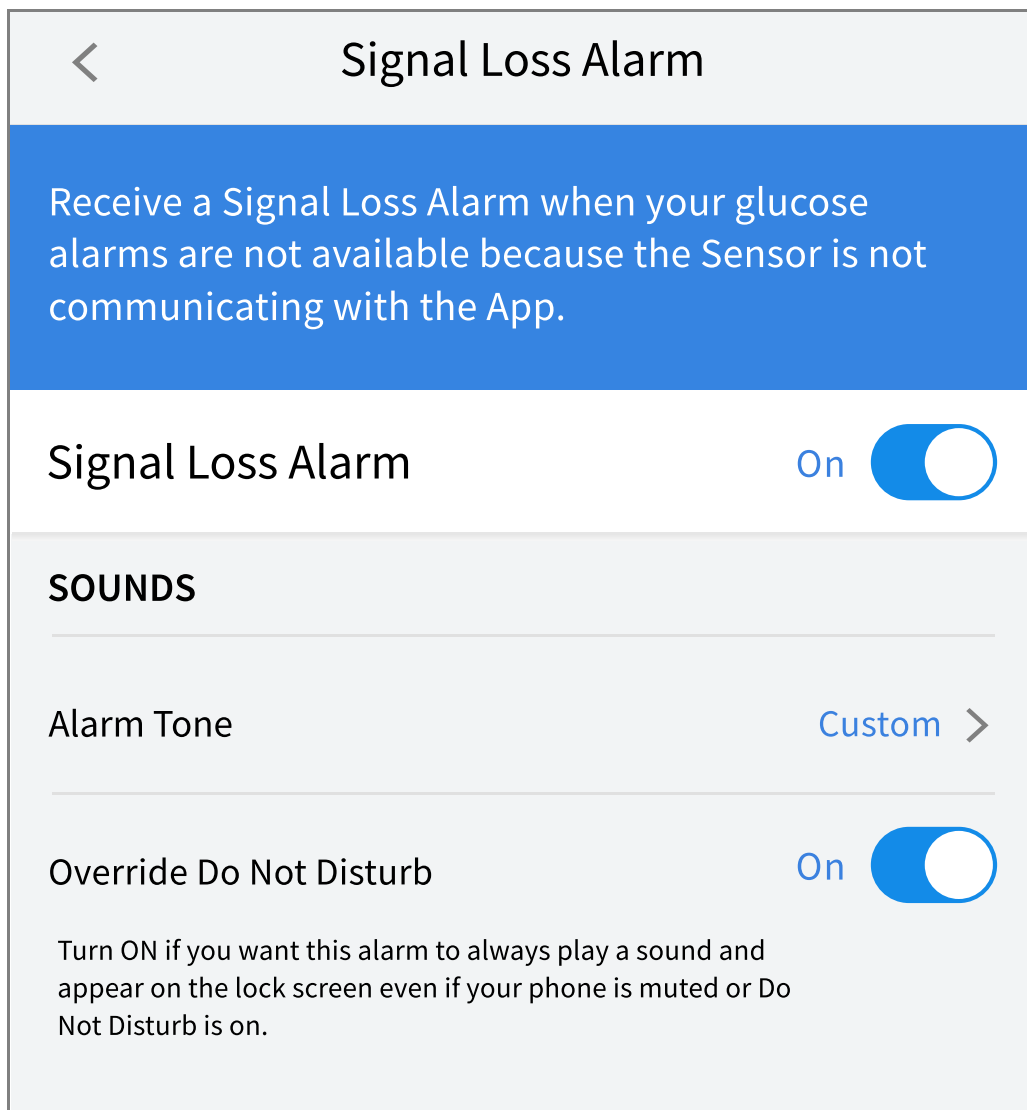 Signal Loss Alarm
Receive a Signal Loss Alarm when your glucose
alarms are not available because the Sensor is not
communicating with the App.
Signal Loss Alarm On
SOUNDS
Alarm Tone Custom
Override Do Not Disturb On
Turn ON if you want this alarm to always play a sound and
appear on the lock screen even if your phone is muted or Do
Not Disturb is on.